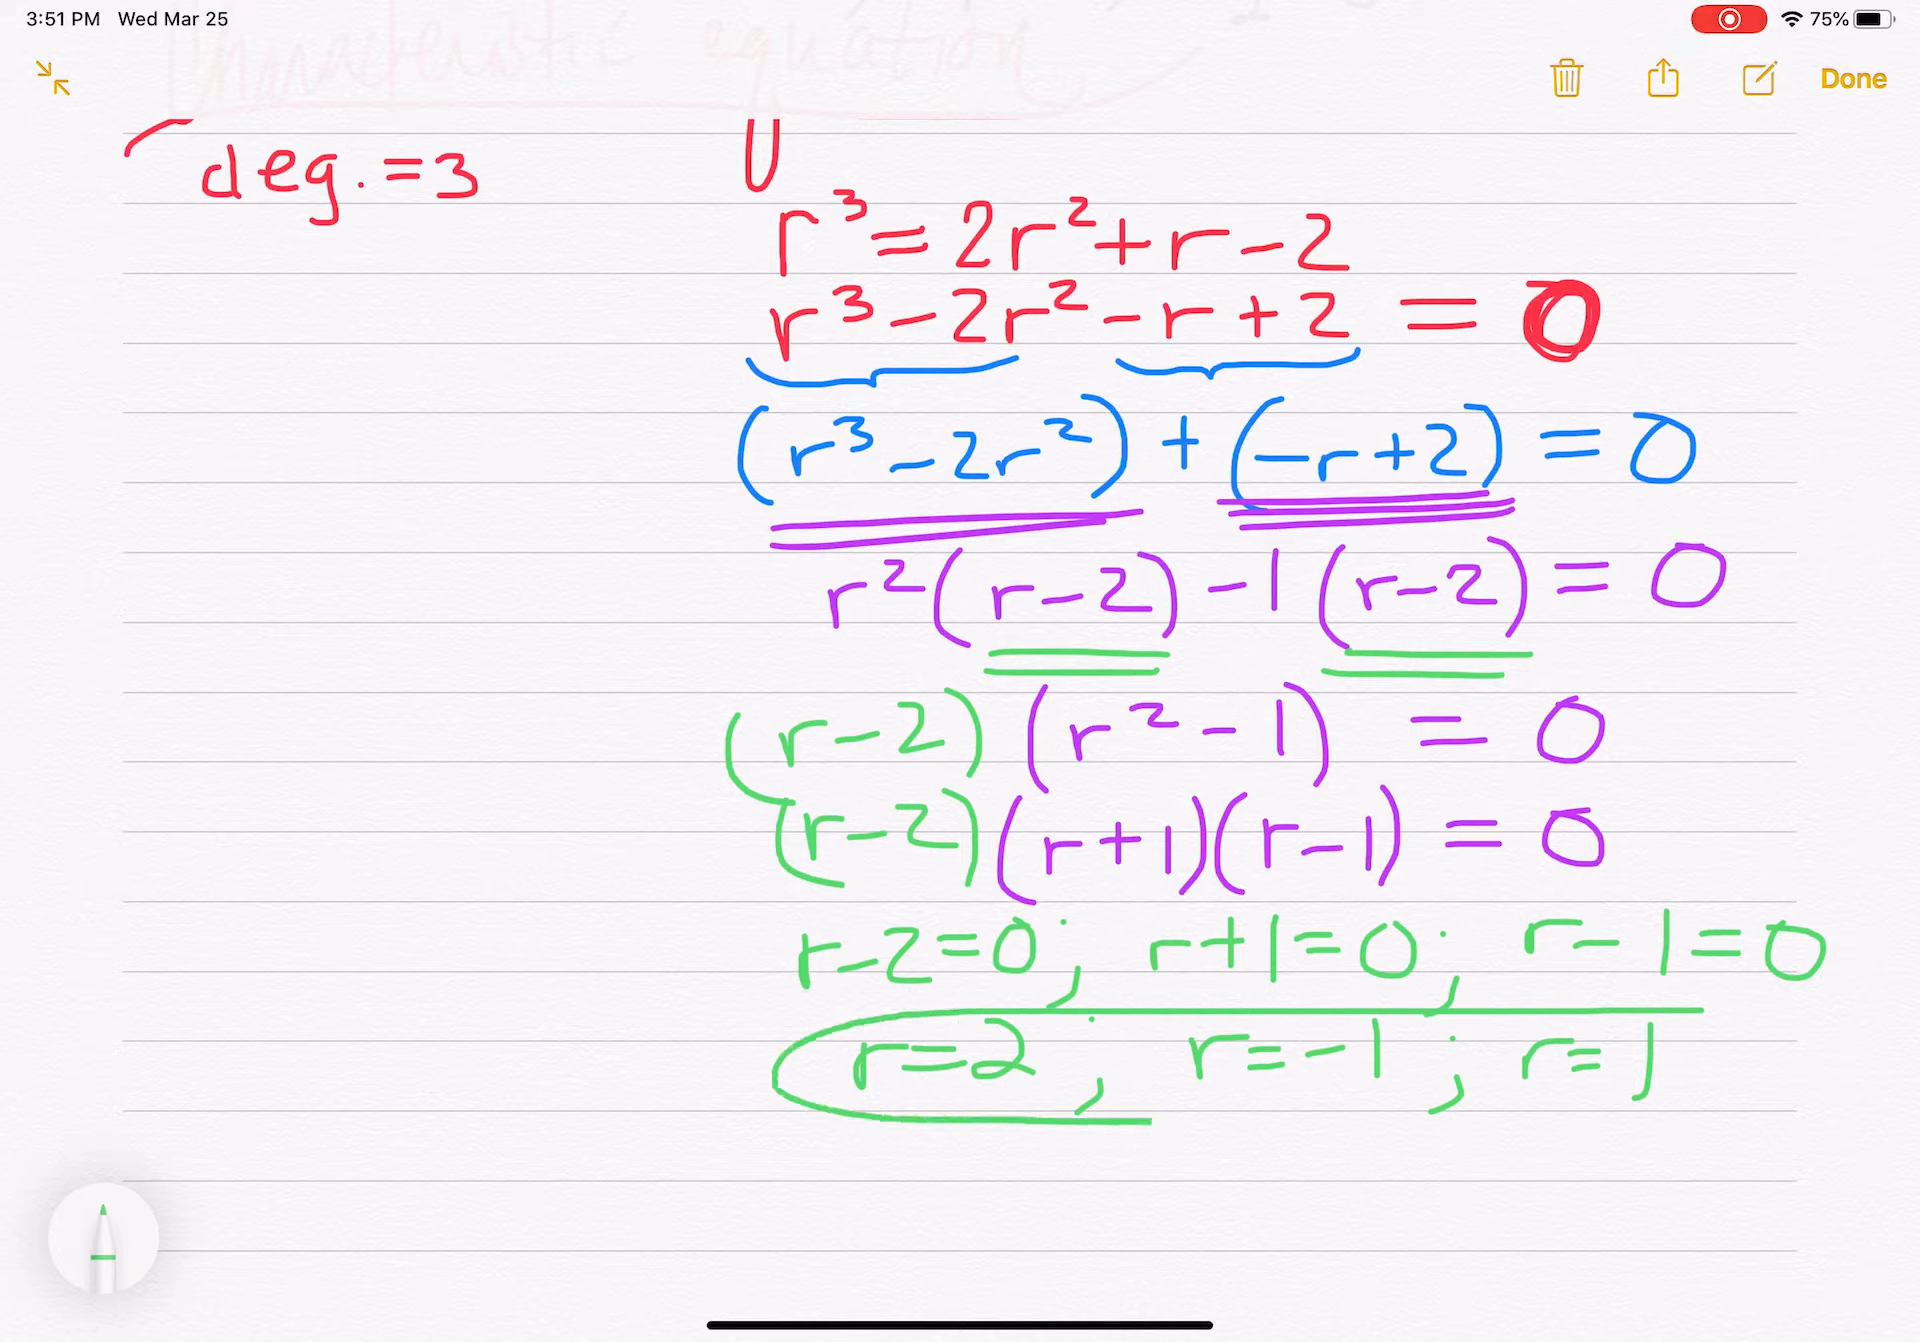 3:51 PM Wed Mar 25
75%
Characteristic equation
Done
deg. = 3
r³ = 2r² + r - 2
r³ - 2r² - r + 2 = 0
(r³ - 2r²) + (-r + 2) = 0
r²(r - 2) - 1(r - 2) = 0
(r - 2)(r² - 1) = 0
(r - 2)(r + 1)(r - 1) = 0
r - 2 = 0; r + 1 = 0; r - 1 = 0
r = 2; r = -1; r = 1